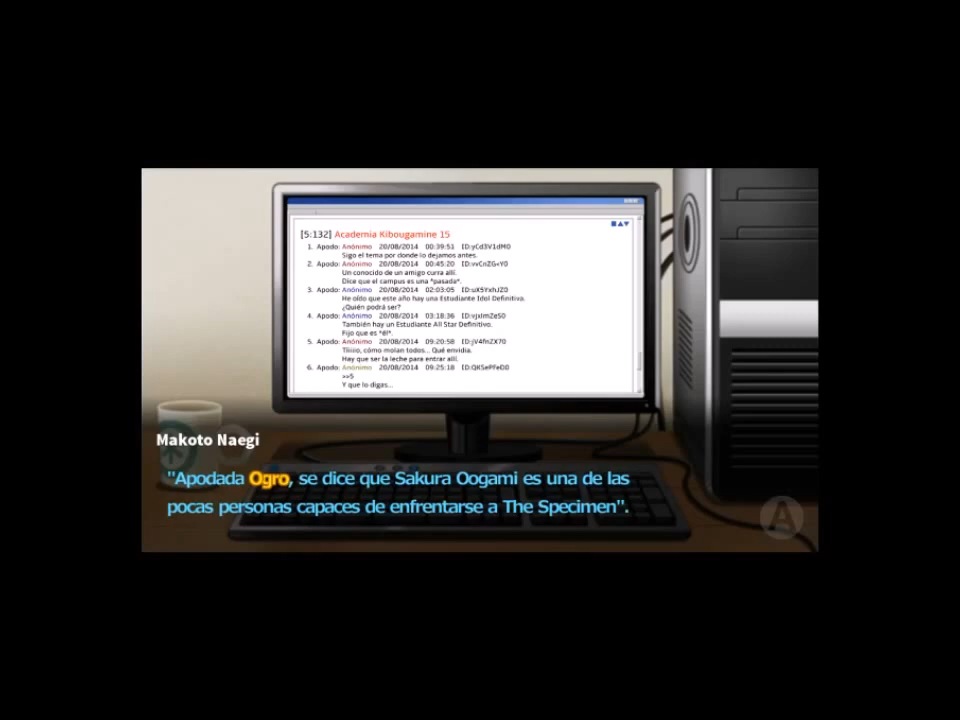 [5:132] Academia Kibougamine 15
1. Apodo: Anónimo 20/08/2014 00:39:51 ID:yCd3V1dM0
Sigo el tema por donde lo dejamos antes.
2. Apodo: Anónimo 20/08/2014 00:45:20 ID:vvCnZG+Y0
Un conocido de un amigo curra allí.
Dice que el campus es una *pasada*.
3. Apodo: Anónimo 20/08/2014 02:03:05 ID:uX5YxhJZ0
He oído que este año hay una Estudiante Idol Definitiva.
¿Quién podrá ser?
4. Apodo: Anónimo 20/08/2014 03:18:36 ID:vjxImZeS0
También hay un Estudiante All Star Definitivo.
Fijo que es *él*.
5. Apodo: Anónimo 20/08/2014 09:20:58 ID:jV4fnZX70
Tíiiro, cómo molan todos... Qué envidia.
Hay que ser la leche para entrar allí.
6. Apodo: Anónimo 20/08/2014 09:25:18 ID:QKSePFeD0
>>5
Y que lo digas...
Makoto Naegi
"Apodada Ogro, se dice que Sakura Oogami es una de las
pocas personas capaces de enfrentarse a The Specimen".
A